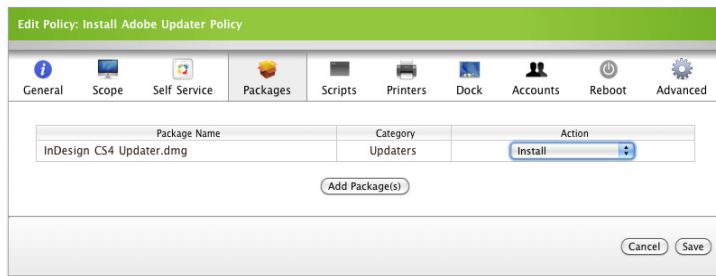 Edit Policy: Install Adobe Updater Policy
General Scope Self Service Packages Scripts Printers Dock Accounts Reboot Advanced
Package Name Category Action
InDesign CS4 Updater.dmg Updaters Install
Add Package(s)
Cancel Save